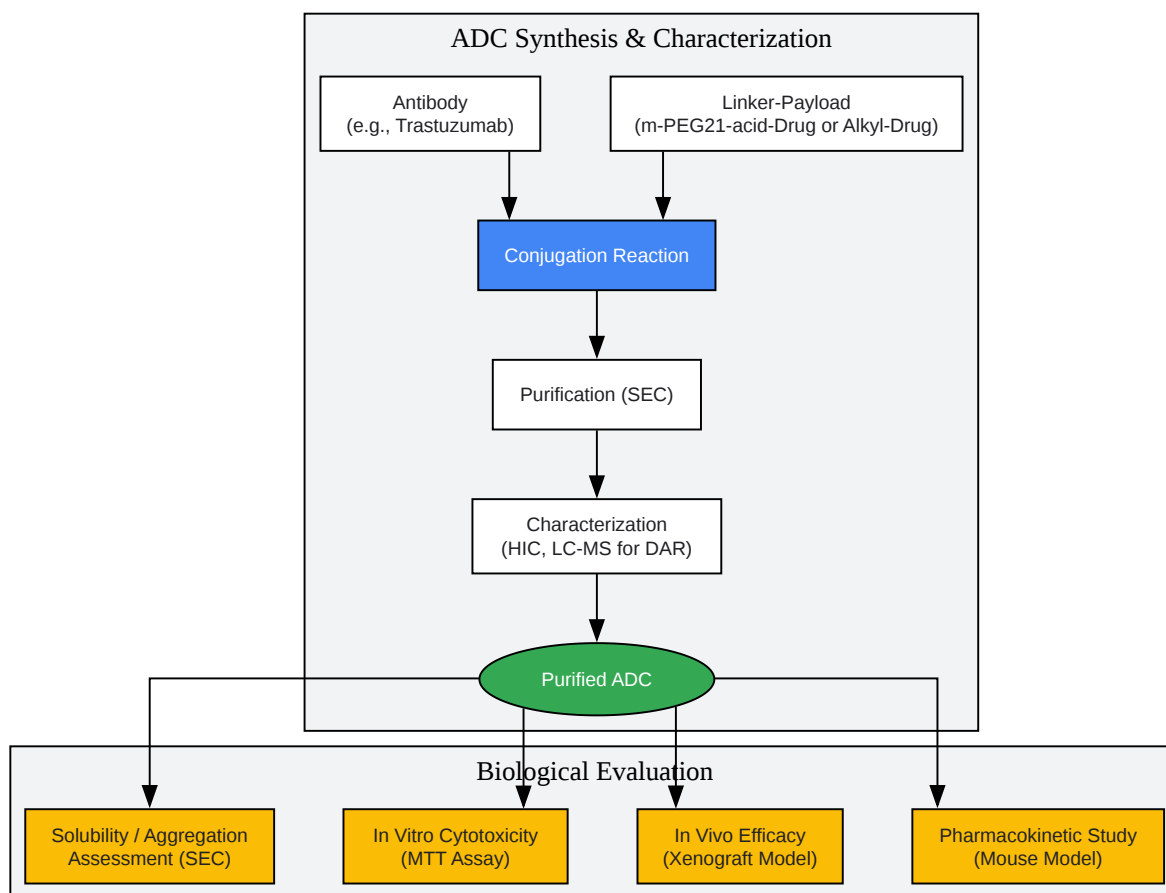 ADC Synthesis & Characterization
Antibody
(e.g., Trastuzumab)
Linker-Payload
(m-PEG21-acid-Drug or Alkyl-Drug)
Conjugation Reaction
Purification (SEC)
Characterization
(HIC, LC-MS for DAR)
Purified ADC
Biological Evaluation
Solubility / Aggregation
Assessment (SEC)
In Vitro Cytotoxicity
(MTT Assay)
In Vivo Efficacy
(Xenograft Model)
Pharmacokinetic Study
(Mouse Model)